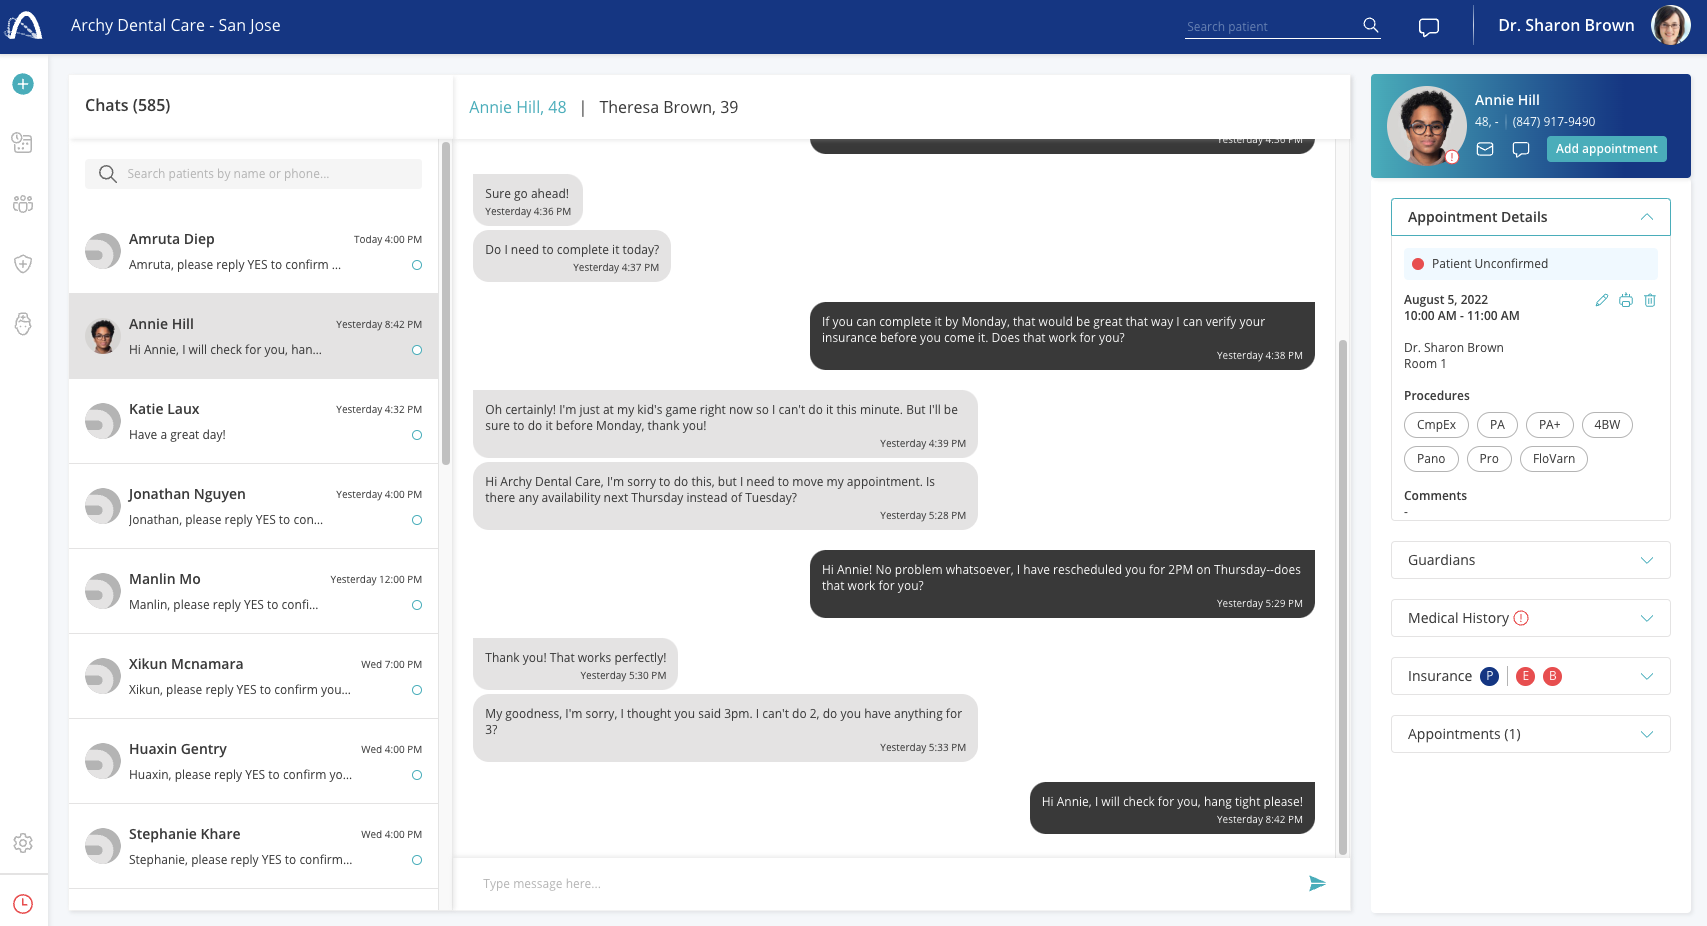 Archy Dental Care - San Jose
Search patient
Dr. Sharon Brown
Chats (585)
Search patients by name or phone...
Amruta Diep
Today 4:00 PM
Amruta, please reply YES to confirm ...
Annie Hill
Yesterday 8:42 PM
Hi Annie, I will check for you, han...
Katie Laux
Yesterday 4:32 PM
Have a great day!
Jonathan Nguyen
Yesterday 4:00 PM
Jonathan, please reply YES to con...
Manlin Mo
Yesterday 12:00 PM
Manlin, please reply YES to confi...
Xikun Mcnamara
Wed 7:00 PM
Xikun, please reply YES to confirm you...
Huaxin Gentry
Wed 4:00 PM
Huaxin, please reply YES to confirm yo...
Stephanie Khare
Wed 4:00 PM
Stephanie, please reply YES to confirm...
Annie Hill, 48 | Theresa Brown, 39
Yesterday 4:36 PM
Sure go ahead!
Yesterday 4:36 PM
Do I need to complete it today?
Yesterday 4:37 PM
If you can complete it by Monday, that would be great that way I can verify your
insurance before you come it. Does that work for you?
Yesterday 4:38 PM
Oh certainly! I'm just at my kid's game right now so I can't do it this minute. But I'll be
sure to do it before Monday, thank you!
Yesterday 4:39 PM
Hi Archy Dental Care, I'm sorry to do this, but I need to move my appointment. Is
there any availability next Thursday instead of Tuesday?
Yesterday 5:28 PM
Hi Annie! No problem whatsoever, I have rescheduled you for 2PM on Thursday--does
that work for you?
Yesterday 5:29 PM
Thank you! That works perfectly!
Yesterday 5:30 PM
My goodness, I'm sorry, I thought you said 3pm. I can't do 2, do you have anything for
3?
Yesterday 5:33 PM
Hi Annie, I will check for you, hang tight please!
Yesterday 8:42 PM
Type message here...
Annie Hill
48, - | (847) 917-9490
Add appointment
Appointment Details
Patient Unconfirmed
August 5, 2022
10:00 AM - 11:00 AM
Dr. Sharon Brown
Room 1
Procedures
CmpEx PA PA+ 4BW
Pano Pro FloVarn
Comments
-
Guardians
Medical History
Insurance P | E B
Appointments (1)